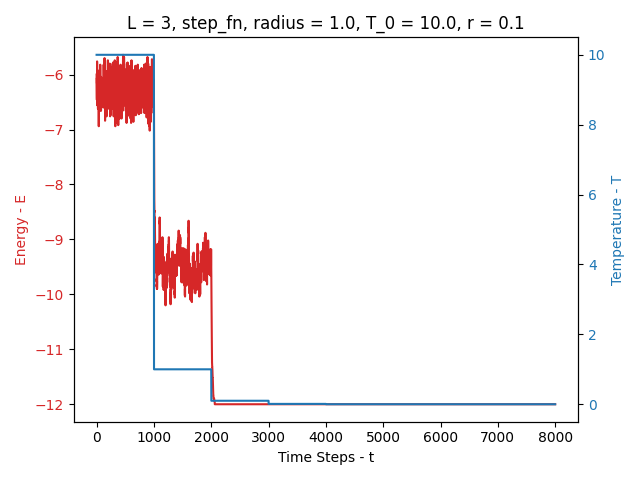 L = 3, step_fn, radius = 1.0, T_0 = 10.0, r = 0.1
Energy - E
−6
−7
−8
−9
−10
−11
−12
10
8
6
4
2
0
Temperature - T
0 1000 2000 3000 4000 5000 6000 7000 8000
Time Steps - t